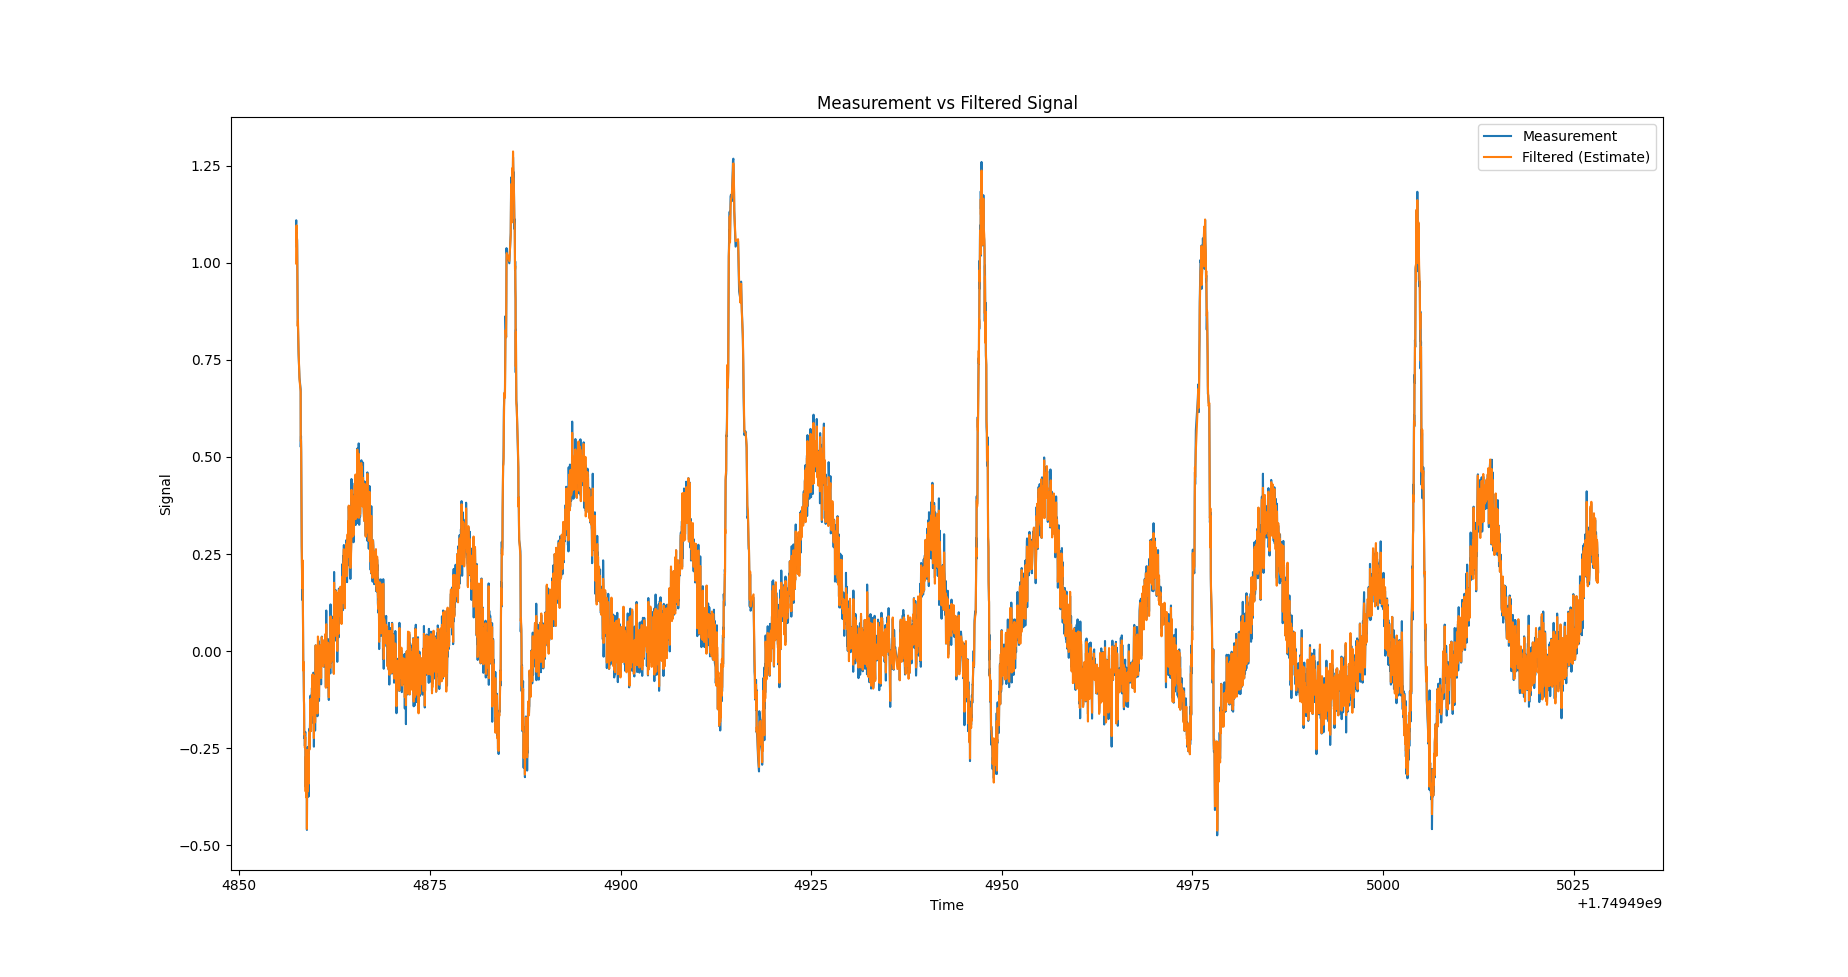 Measurement vs Filtered Signal
Measurement
Filtered (Estimate)
1.25
1.00
0.75
0.50
0.25
0.00
−0.25
−0.50
Signal
4850 4875 4900 4925 4950 4975 5000 5025
Time
+1.74949e9